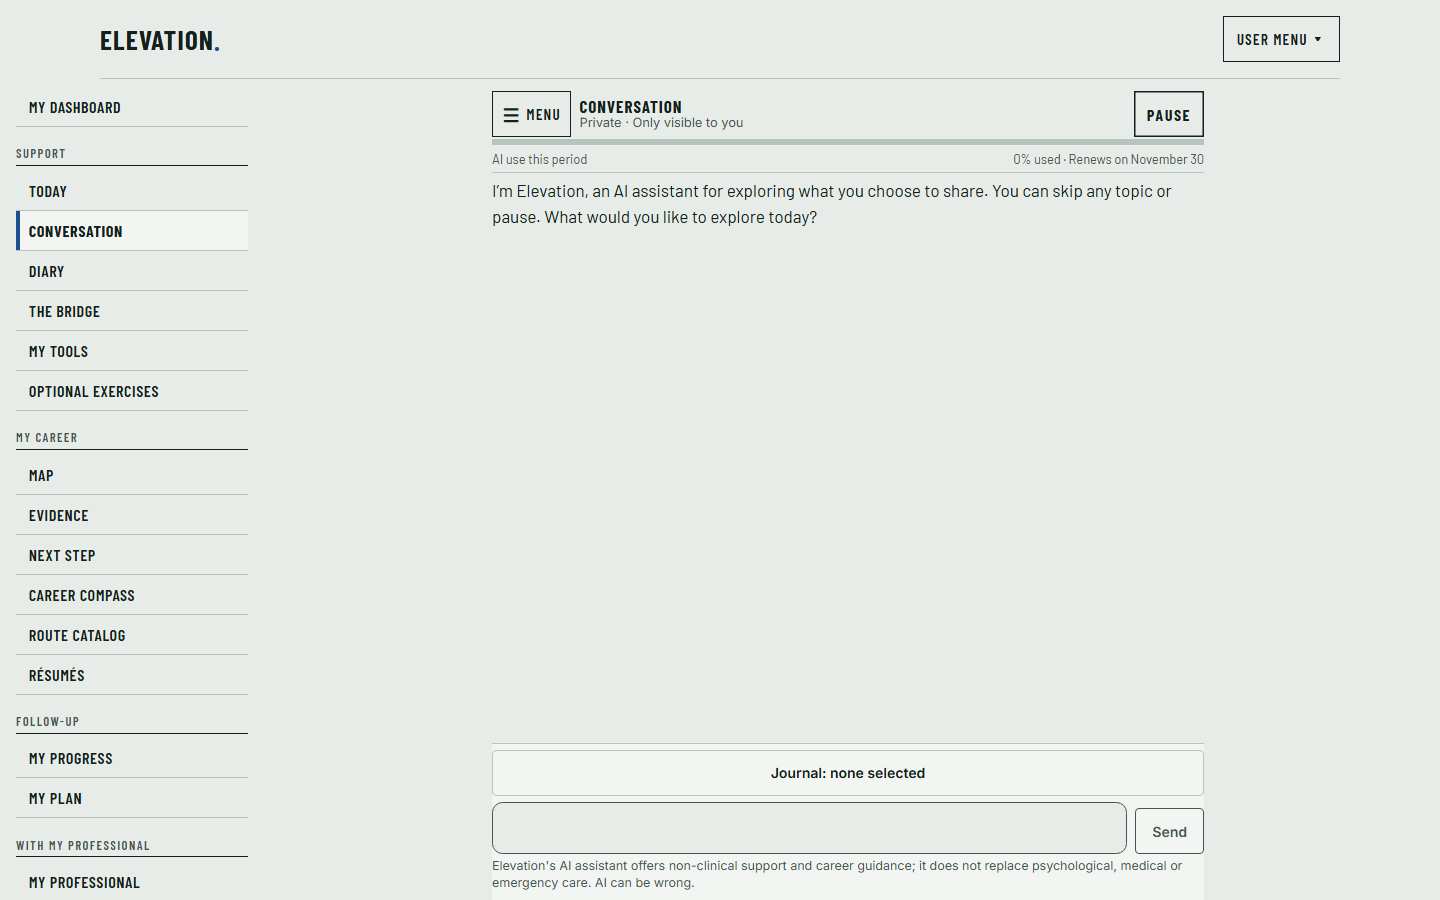 ELEVATION.
USER MENU
MY DASHBOARD
SUPPORT
TODAY
CONVERSATION
DIARY
THE BRIDGE
MY TOOLS
OPTIONAL EXERCISES
MY CAREER
MAP
EVIDENCE
NEXT STEP
CAREER COMPASS
ROUTE CATALOG
RÉSUMÉS
FOLLOW-UP
MY PROGRESS
MY PLAN
WITH MY PROFESSIONAL
MY PROFESSIONAL
MENU
CONVERSATION
Private · Only visible to you
PAUSE
AI use this period
0% used · Renews on November 30
I'm Elevation, an AI assistant for exploring what you choose to share. You can skip any topic or
pause. What would you like to explore today?
Journal: none selected
Send
Elevation's AI assistant offers non-clinical support and career guidance; it does not replace psychological, medical or
emergency care. AI can be wrong.